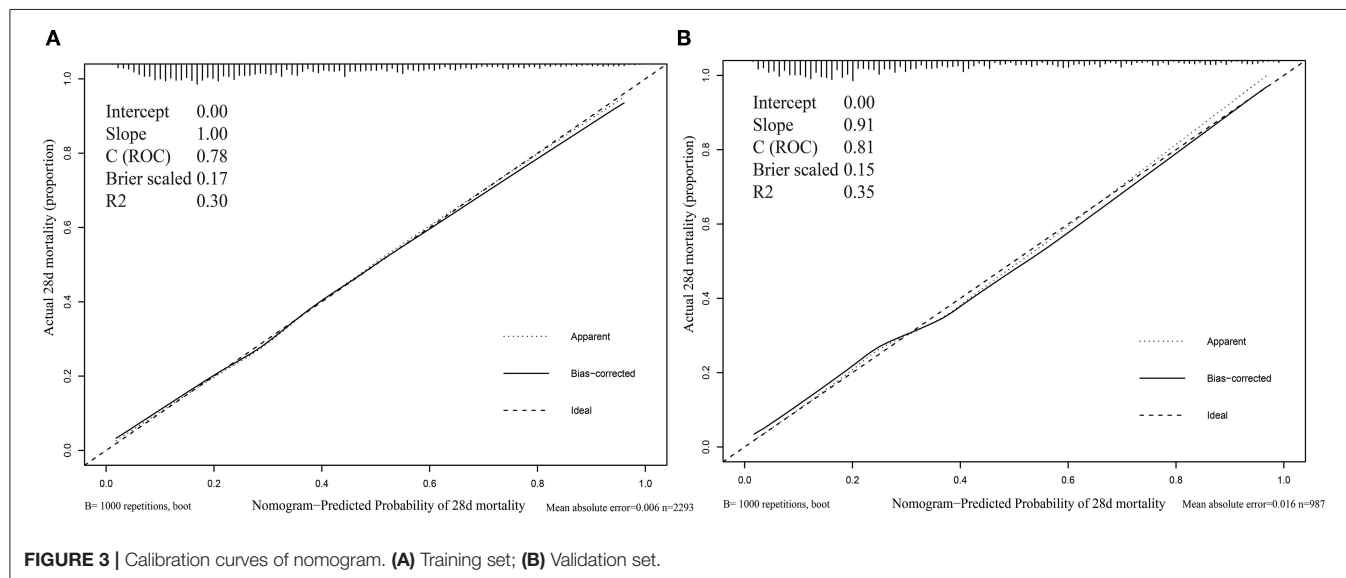 A
Actual 28d mortality (proportion)
1.0
0.8
0.6
0.4
0.2
0.0
Intercept 0.00
Slope 1.00
C (ROC) 0.78
Brier scaled 0.17
R2 0.30
Apparent
Bias-corrected
Ideal
0.0 0.2 0.4 0.6 0.8 1.0
B= 1000 repetitions, boot Nomogram-Predicted Probability of 28d mortality Mean absolute error=0.006 n=2293
B
Actual 28d mortality (proportion)
1.0
0.8
0.6
0.4
0.2
0.0
Intercept 0.00
Slope 0.91
C (ROC) 0.81
Brier scaled 0.15
R2 0.35
Apparent
Bias-corrected
Ideal
0.0 0.2 0.4 0.6 0.8 1.0
B= 1000 repetitions, boot Nomogram-Predicted Probability of 28d mortality Mean absolute error=0.016 n=987
FIGURE 3 | Calibration curves of nomogram. (A) Training set; (B) Validation set.